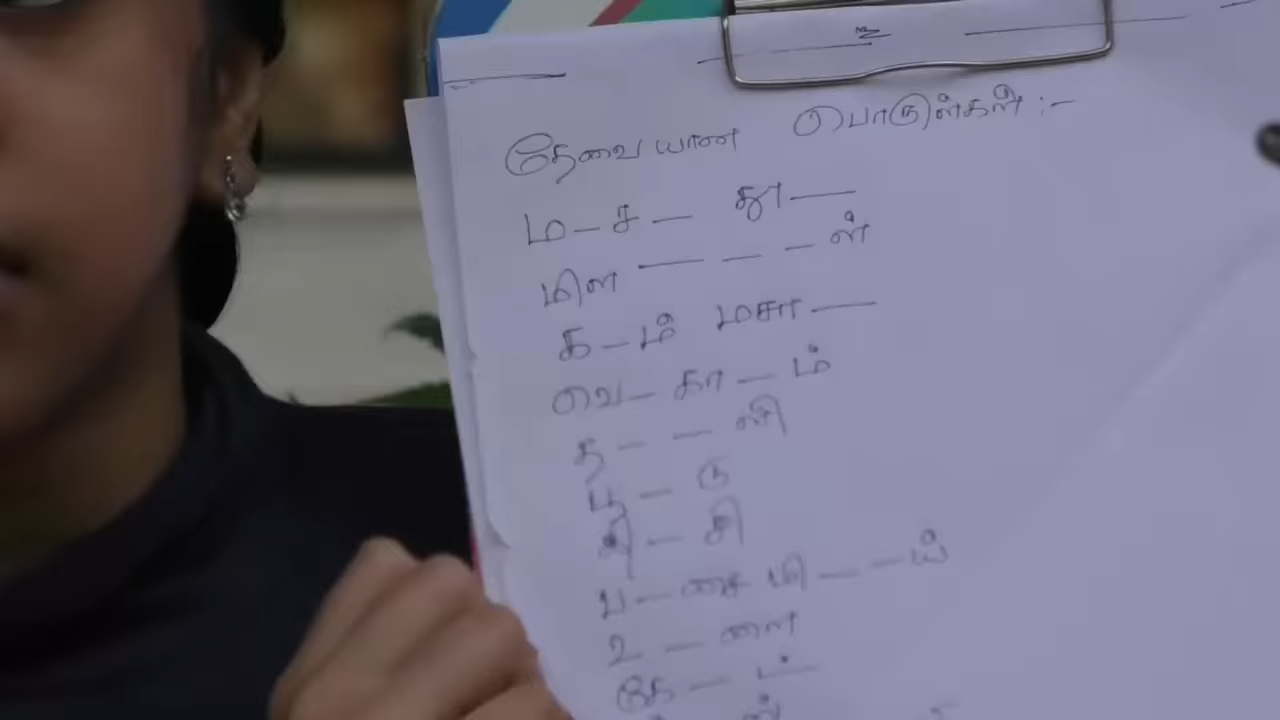 தேவையான பொருள்கள் :-
ம – ச – தூ –
மிள – – – ள்
க – ம் மசா –
வெ – கா – ம்
த – – ளி
பூ – டு
இ – சி
ப – சை மி – – ய்
உ – ளை
தே –